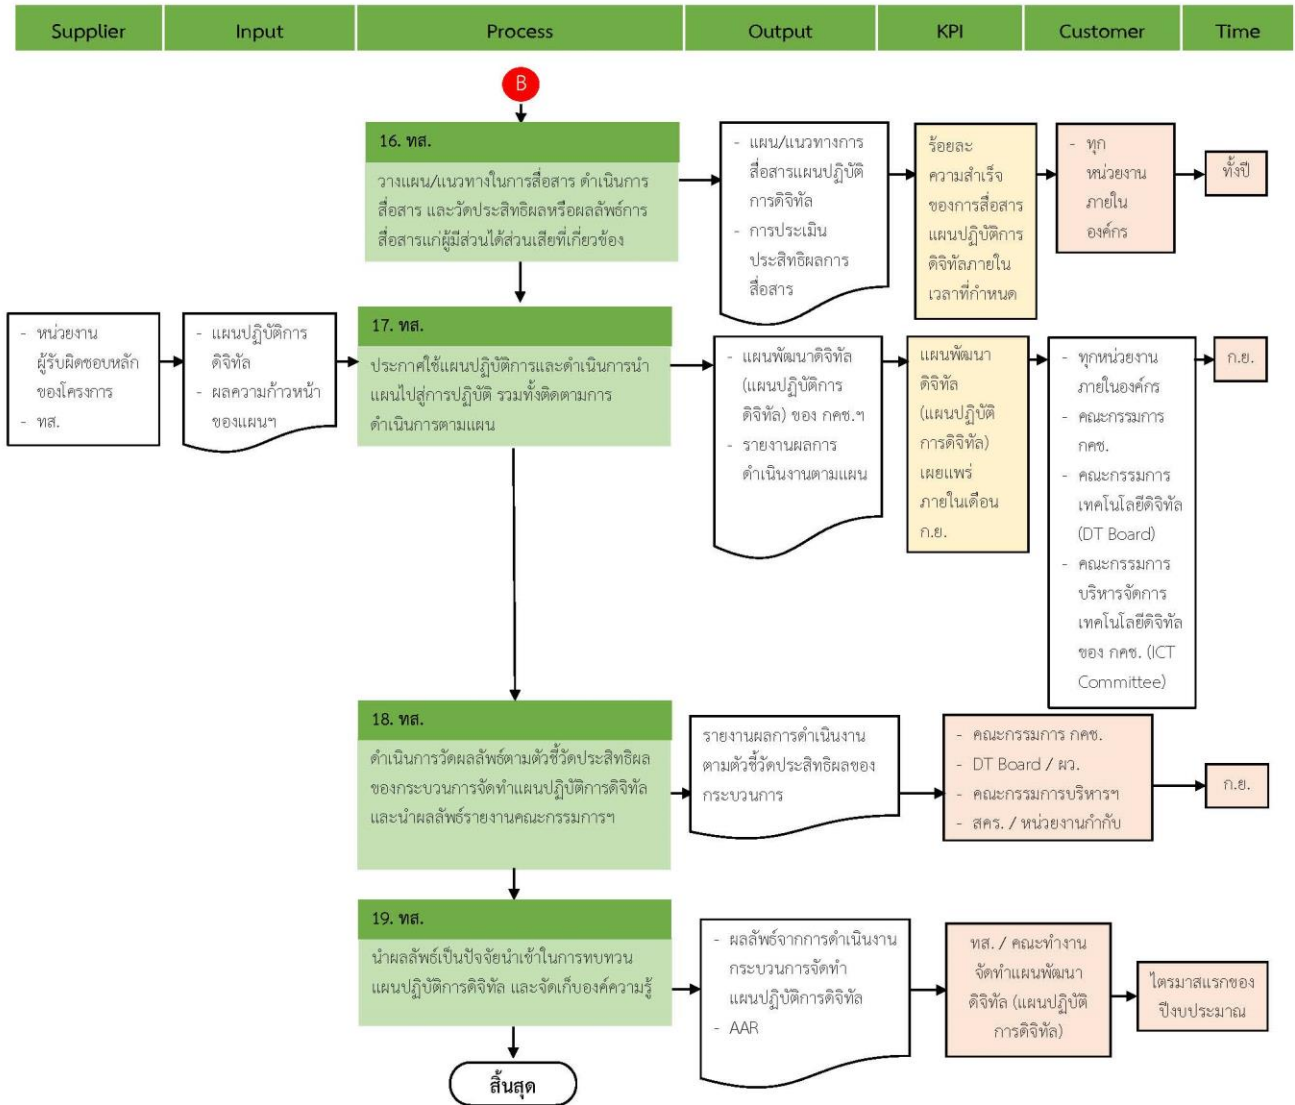 Supplier
Input
Process
Output
KPI
Customer
Time
B
16. ทส.
วางแผน/แนวทางในการสื่อสาร ดำเนินการ
สื่อสาร และวัดประสิทธิผลหรือผลลัพธ์การ
สื่อสารแก่ผู้มีส่วนได้ส่วนเสียที่เกี่ยวข้อง
- แผน/แนวทางการ
สื่อสารแผนปฏิบัติ
การดิจิทัล
- การประเมิน
ประสิทธิผลการ
สื่อสาร
ร้อยละ
ความสำเร็จ
ของการสื่อสาร
แผนปฏิบัติการ
ดิจิทัลภายใน
เวลาที่กำหนด
- ทุก
หน่วยงาน
ภายใน
องค์กร
ทั้งปี
- หน่วยงาน
ผู้รับผิดชอบหลัก
ของโครงการ
- ทส.
- แผนปฏิบัติการ
ดิจิทัล
- ผลความก้าวหน้า
ของแผนฯ
17. ทส.
ประกาศใช้แผนปฏิบัติการและดำเนินการนำ
แผนไปสู่การปฏิบัติ รวมทั้งติดตามการ
ดำเนินการตามแผน
- แผนพัฒนาดิจิทัล
(แผนปฏิบัติการ
ดิจิทัล) ของ กคช.ฯ
- รายงานผลการ
ดำเนินงานตามแผน
แผนพัฒนา
ดิจิทัล
(แผนปฏิบัติ
การดิจิทัล)
เผยแพร่
ภายในเดือน
ก.ย.
- ทุกหน่วยงาน
ภายในองค์กร
- คณะกรรมการ
กคช.
- คณะกรรมการ
เทคโนโลยีดิจิทัล
(DT Board)
- คณะกรรมการ
บริหารจัดการ
เทคโนโลยีดิจิทัล
ของ กคช. (ICT
Committee)
ก.ย.
18. ทส.
ดำเนินการวัดผลลัพธ์ตามตัวชี้วัดประสิทธิผล
ของกระบวนการจัดทำแผนปฏิบัติการดิจิทัล
และนำผลลัพธ์รายงานคณะกรรมการฯ
รายงานผลการดำเนินงาน
ตามตัวชี้วัดประสิทธิผลของ
กระบวนการ
- คณะกรรมการ กคช.
- DT Board / ผว.
- คณะกรรมการบริหารฯ
- สคร. / หน่วยงานกำกับ
ก.ย.
19. ทส.
นำผลลัพธ์เป็นปัจจัยนำเข้าในการทบทวน
แผนปฏิบัติการดิจิทัล และจัดเก็บองค์ความรู้
- ผลลัพธ์จากการดำเนินงาน
กระบวนการจัดทำ
แผนปฏิบัติการดิจิทัล
- AAR
ทส. / คณะทำงาน
จัดทำแผนพัฒนา
ดิจิทัล (แผนปฏิบัติ
การดิจิทัล)
ไตรมาสแรกของ
ปีงบประมาณ
สิ้นสุด